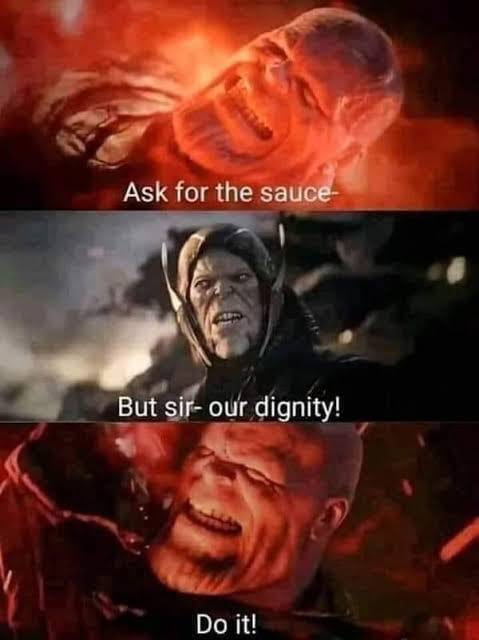 Ask for the sauce-
But sir- our dignity!
Do it!